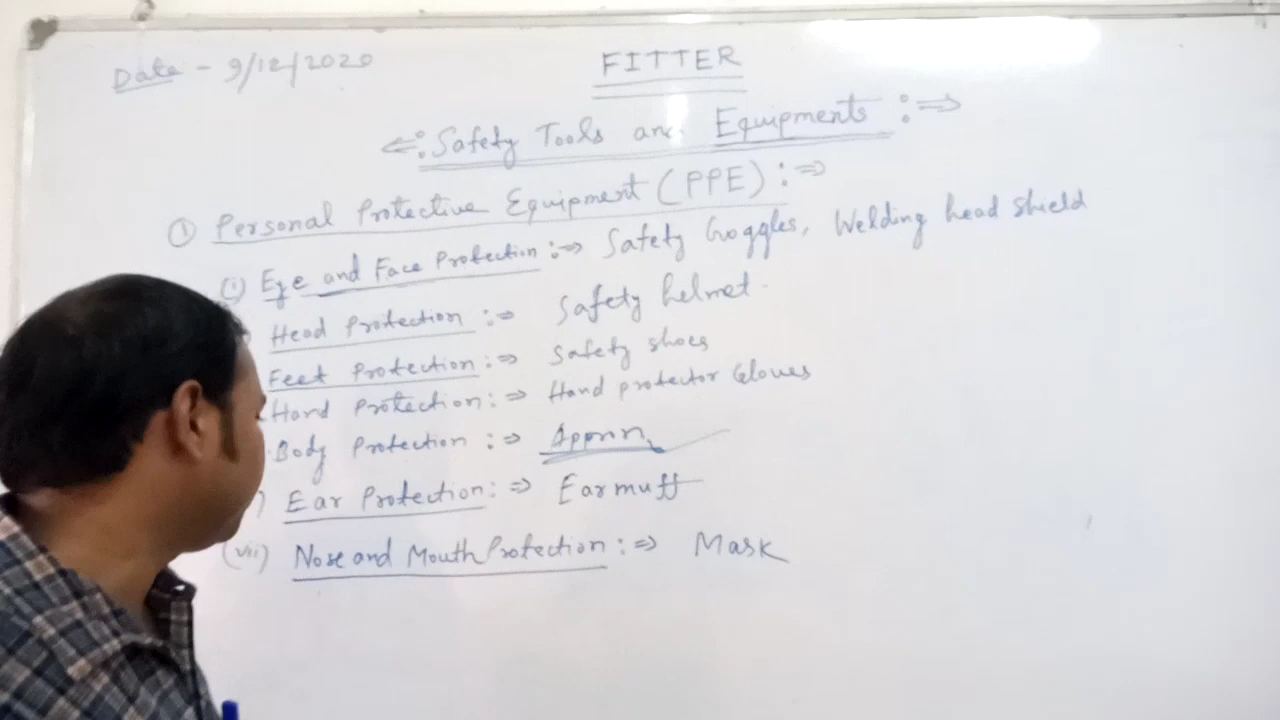 Date - 9/12/2020
FITTER
⇐: Safety Tools an. Equipments :⇒
① Personal Protective Equipment (PPE) :⇒
(i) Eye and Face Protection :⇒ Safety Goggles, Welding head shield
Head Protection :⇒ Safety helmet.
Feet Protection :⇒ Safety shoes
Hand Protection :⇒ Hand protector Gloves
Body Protection :⇒
) Ear Protection :⇒ Earmuff
(vii) Nose and Mouth Protection :⇒ Mask